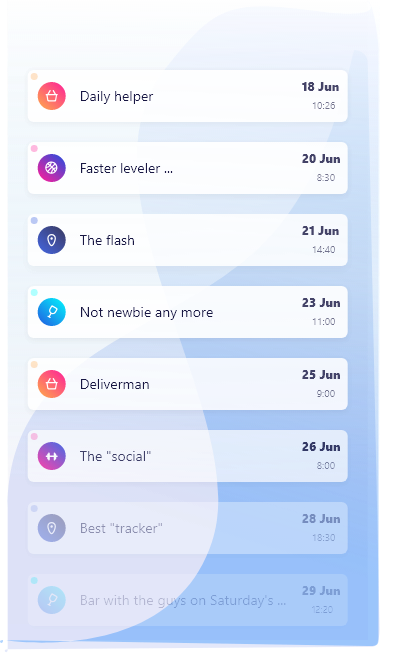 Daily helper
18 Jun
10:26
Faster leveler ...
20 Jun
8:30
The flash
21 Jun
14:40
Not newbie any more
23 Jun
11:00
Deliverman
25 Jun
9:00
The "social"
26 Jun
8:00
Best "tracker"
28 Jun
18:30
Bar with the guys on Saturday's ...
29 Jun
12:20